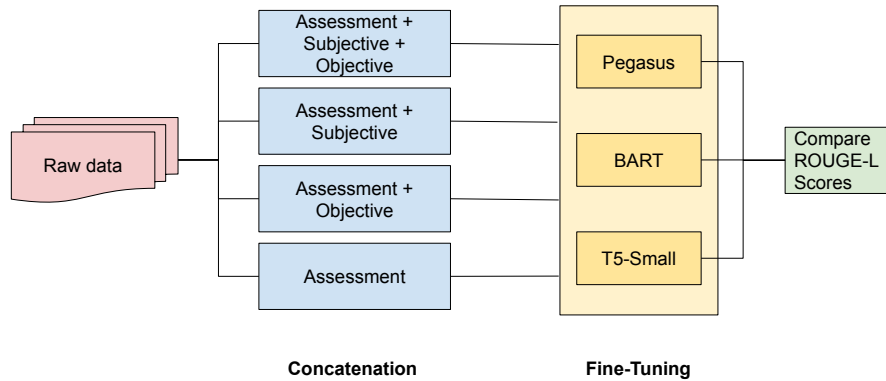 Raw data
Assessment +
Subjective +
Objective
Assessment +
Subjective
Assessment +
Objective
Assessment
Pegasus
BART
T5-Small
Compare
ROUGE-L
Scores
Concatenation
Fine-Tuning